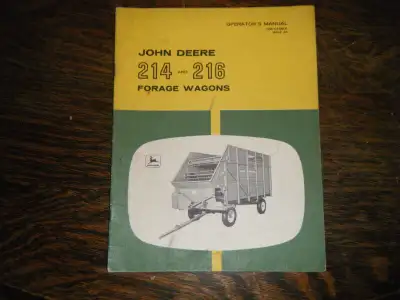 OPERATOR'S MANUAL
JOHN DEERE
214 AND 216
FORAGE WAGONS